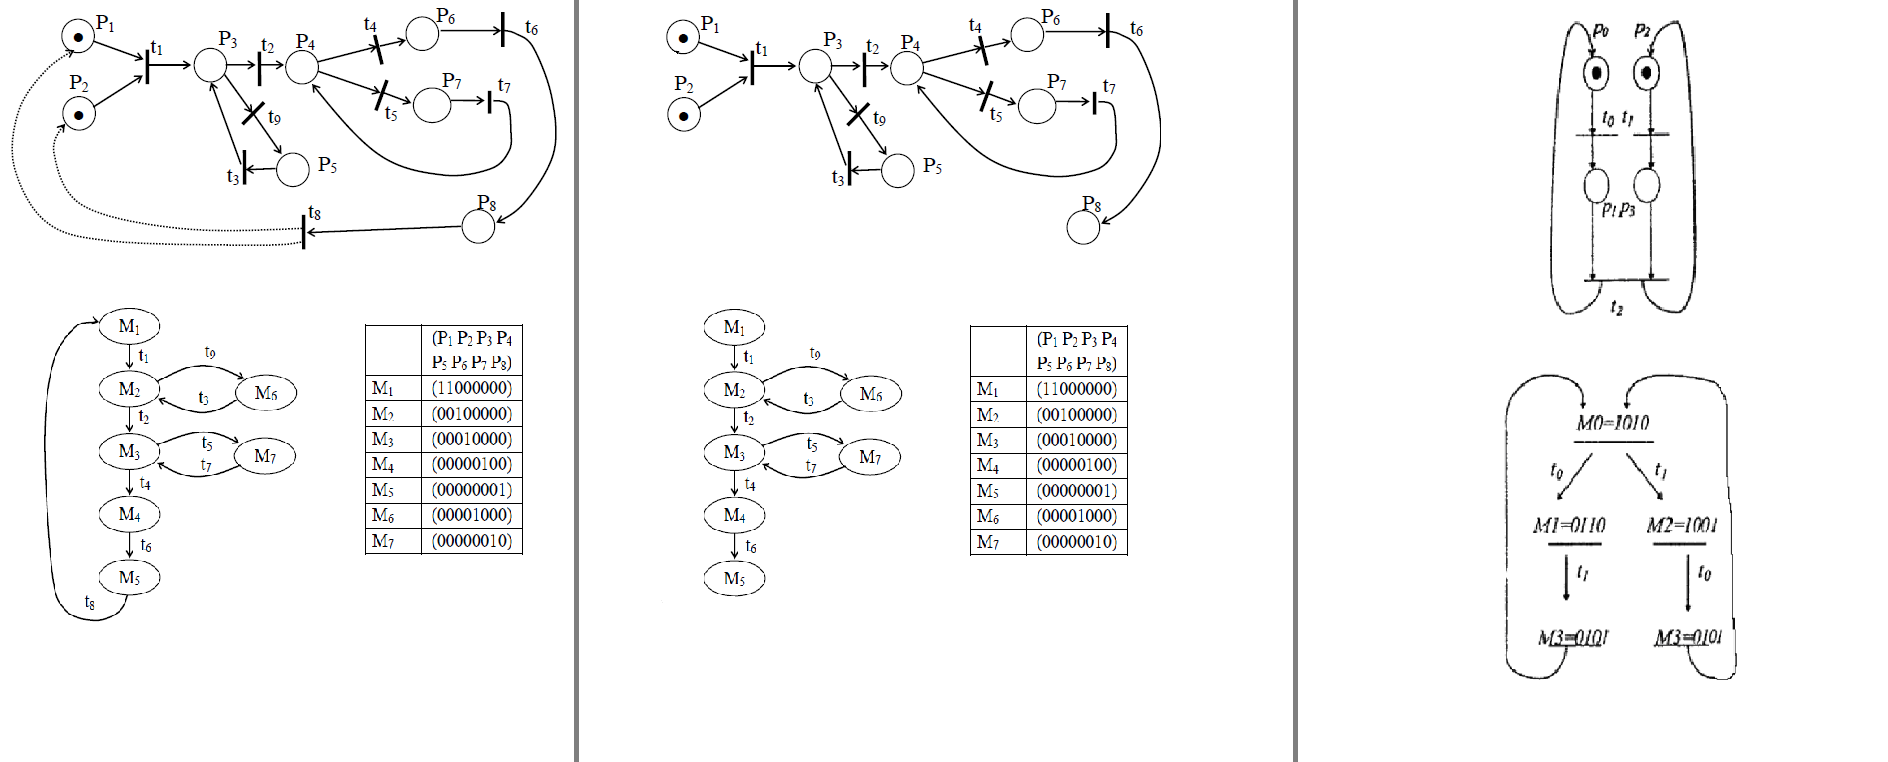 P₁
t₁
P₂
P₃
t₂
P₄
t₄
P₆
t₆
P₇
t₇
t₅
t₉
t₃
P₅
P₈
t₈
M₁
t₁
M₂
t₉
M₆
t₃
t₂
M₃
t₅
t₇
M₇
t₄
M₄
t₆
M₅
t₈
(P₁ P₂ P₃ P₄
P₅ P₆ P₇ P₈)
M₁ (11000000)
M₂ (00100000)
M₃ (00010000)
M₄ (00000100)
M₅ (00000001)
M₆ (00001000)
M₇ (00000010)
P₁
t₁
P₂
P₃
t₂
P₄
t₄
P₆
t₆
P₇
t₇
t₅
t₉
t₃
P₅
P₈
M₁
t₁
M₂
t₉
M₆
t₃
t₂
M₃
t₅
t₇
M₇
t₄
M₄
t₆
M₅
(P₁ P₂ P₃ P₄
P₅ P₆ P₇ P₈)
M₁ (11000000)
M₂ (00100000)
M₃ (00010000)
M₄ (00000100)
M₅ (00000001)
M₆ (00001000)
M₇ (00000010)
p₀ p₂
t₀ t₁
p₁ p₃
t₂
M0=1010
t₀ t₁
M1=0110 M2=1001
t₁ t₀
M3=0101 M3=0101